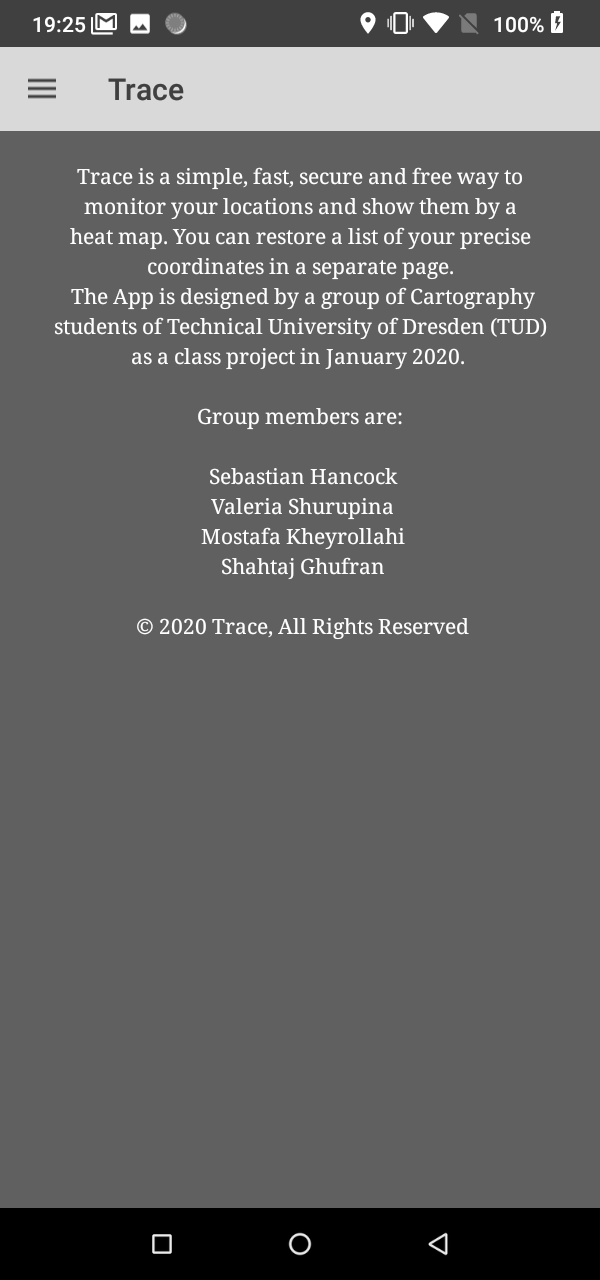 19:25
100%
Trace
Trace is a simple, fast, secure and free way to
monitor your locations and show them by a
heat map. You can restore a list of your precise
coordinates in a separate page.
The App is designed by a group of Cartography
students of Technical University of Dresden (TUD)
as a class project in January 2020.
Group members are:
Sebastian Hancock
Valeria Shurupina
Mostafa Kheyrollahi
Shahtaj Ghufran
© 2020 Trace, All Rights Reserved